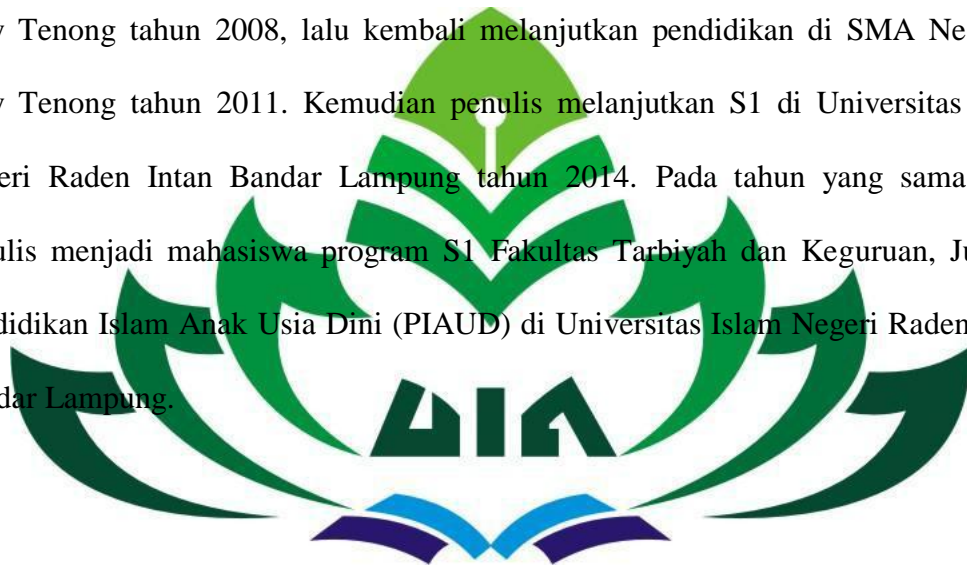 y Tenong tahun 2008, lalu kembali melanjutkan pendidikan di SMA Ne
y Tenong tahun 2011. Kemudian penulis melanjutkan S1 di Universitas
eri Raden Intan Bandar Lampung tahun 2014. Pada tahun yang sama
ulis menjadi mahasiswa program S1 Fakultas Tarbiyah dan Keguruan, Ju
didikan Islam Anak Usia Dini (PIAUD) di Universitas Islam Negeri Raden
dar Lampung.
UIN